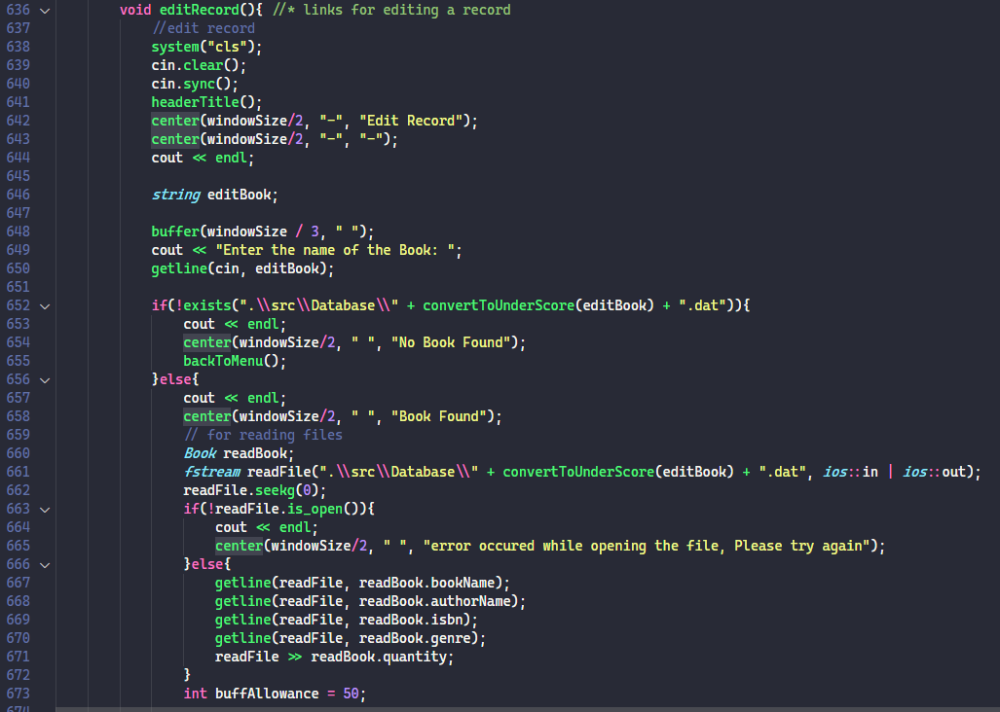 636 void editRecord(){ //* links for editing a record
637 //edit record
638 system("cls");
639 cin.clear();
640 cin.sync();
641 headerTitle();
642 center(windowSize/2, "-", "Edit Record");
643 center(windowSize/2, "-", "-");
644 cout << endl;
645
646 string editBook;
647
648 buffer(windowSize / 3, " ");
649 cout << "Enter the name of the Book: ";
650 getline(cin, editBook);
651
652 if(!exists(".\\src\\Database\\" + convertToUnderScore(editBook) + ".dat")){
653 cout << endl;
654 center(windowSize/2, " ", "No Book Found");
655 backToMenu();
656 }else{
657 cout << endl;
658 center(windowSize/2, " ", "Book Found");
659 // for reading files
660 Book readBook;
661 fstream readFile(".\\src\\Database\\" + convertToUnderScore(editBook) + ".dat", ios::in | ios::out);
662 readFile.seekg(0);
663 if(!readFile.is_open()){
664 cout << endl;
665 center(windowSize/2, " ", "error occured while opening the file, Please try again");
666 }else{
667 getline(readFile, readBook.bookName);
668 getline(readFile, readBook.authorName);
669 getline(readFile, readBook.isbn);
670 getline(readFile, readBook.genre);
671 readFile >> readBook.quantity;
672 }
673 int buffAllowance = 50;
674